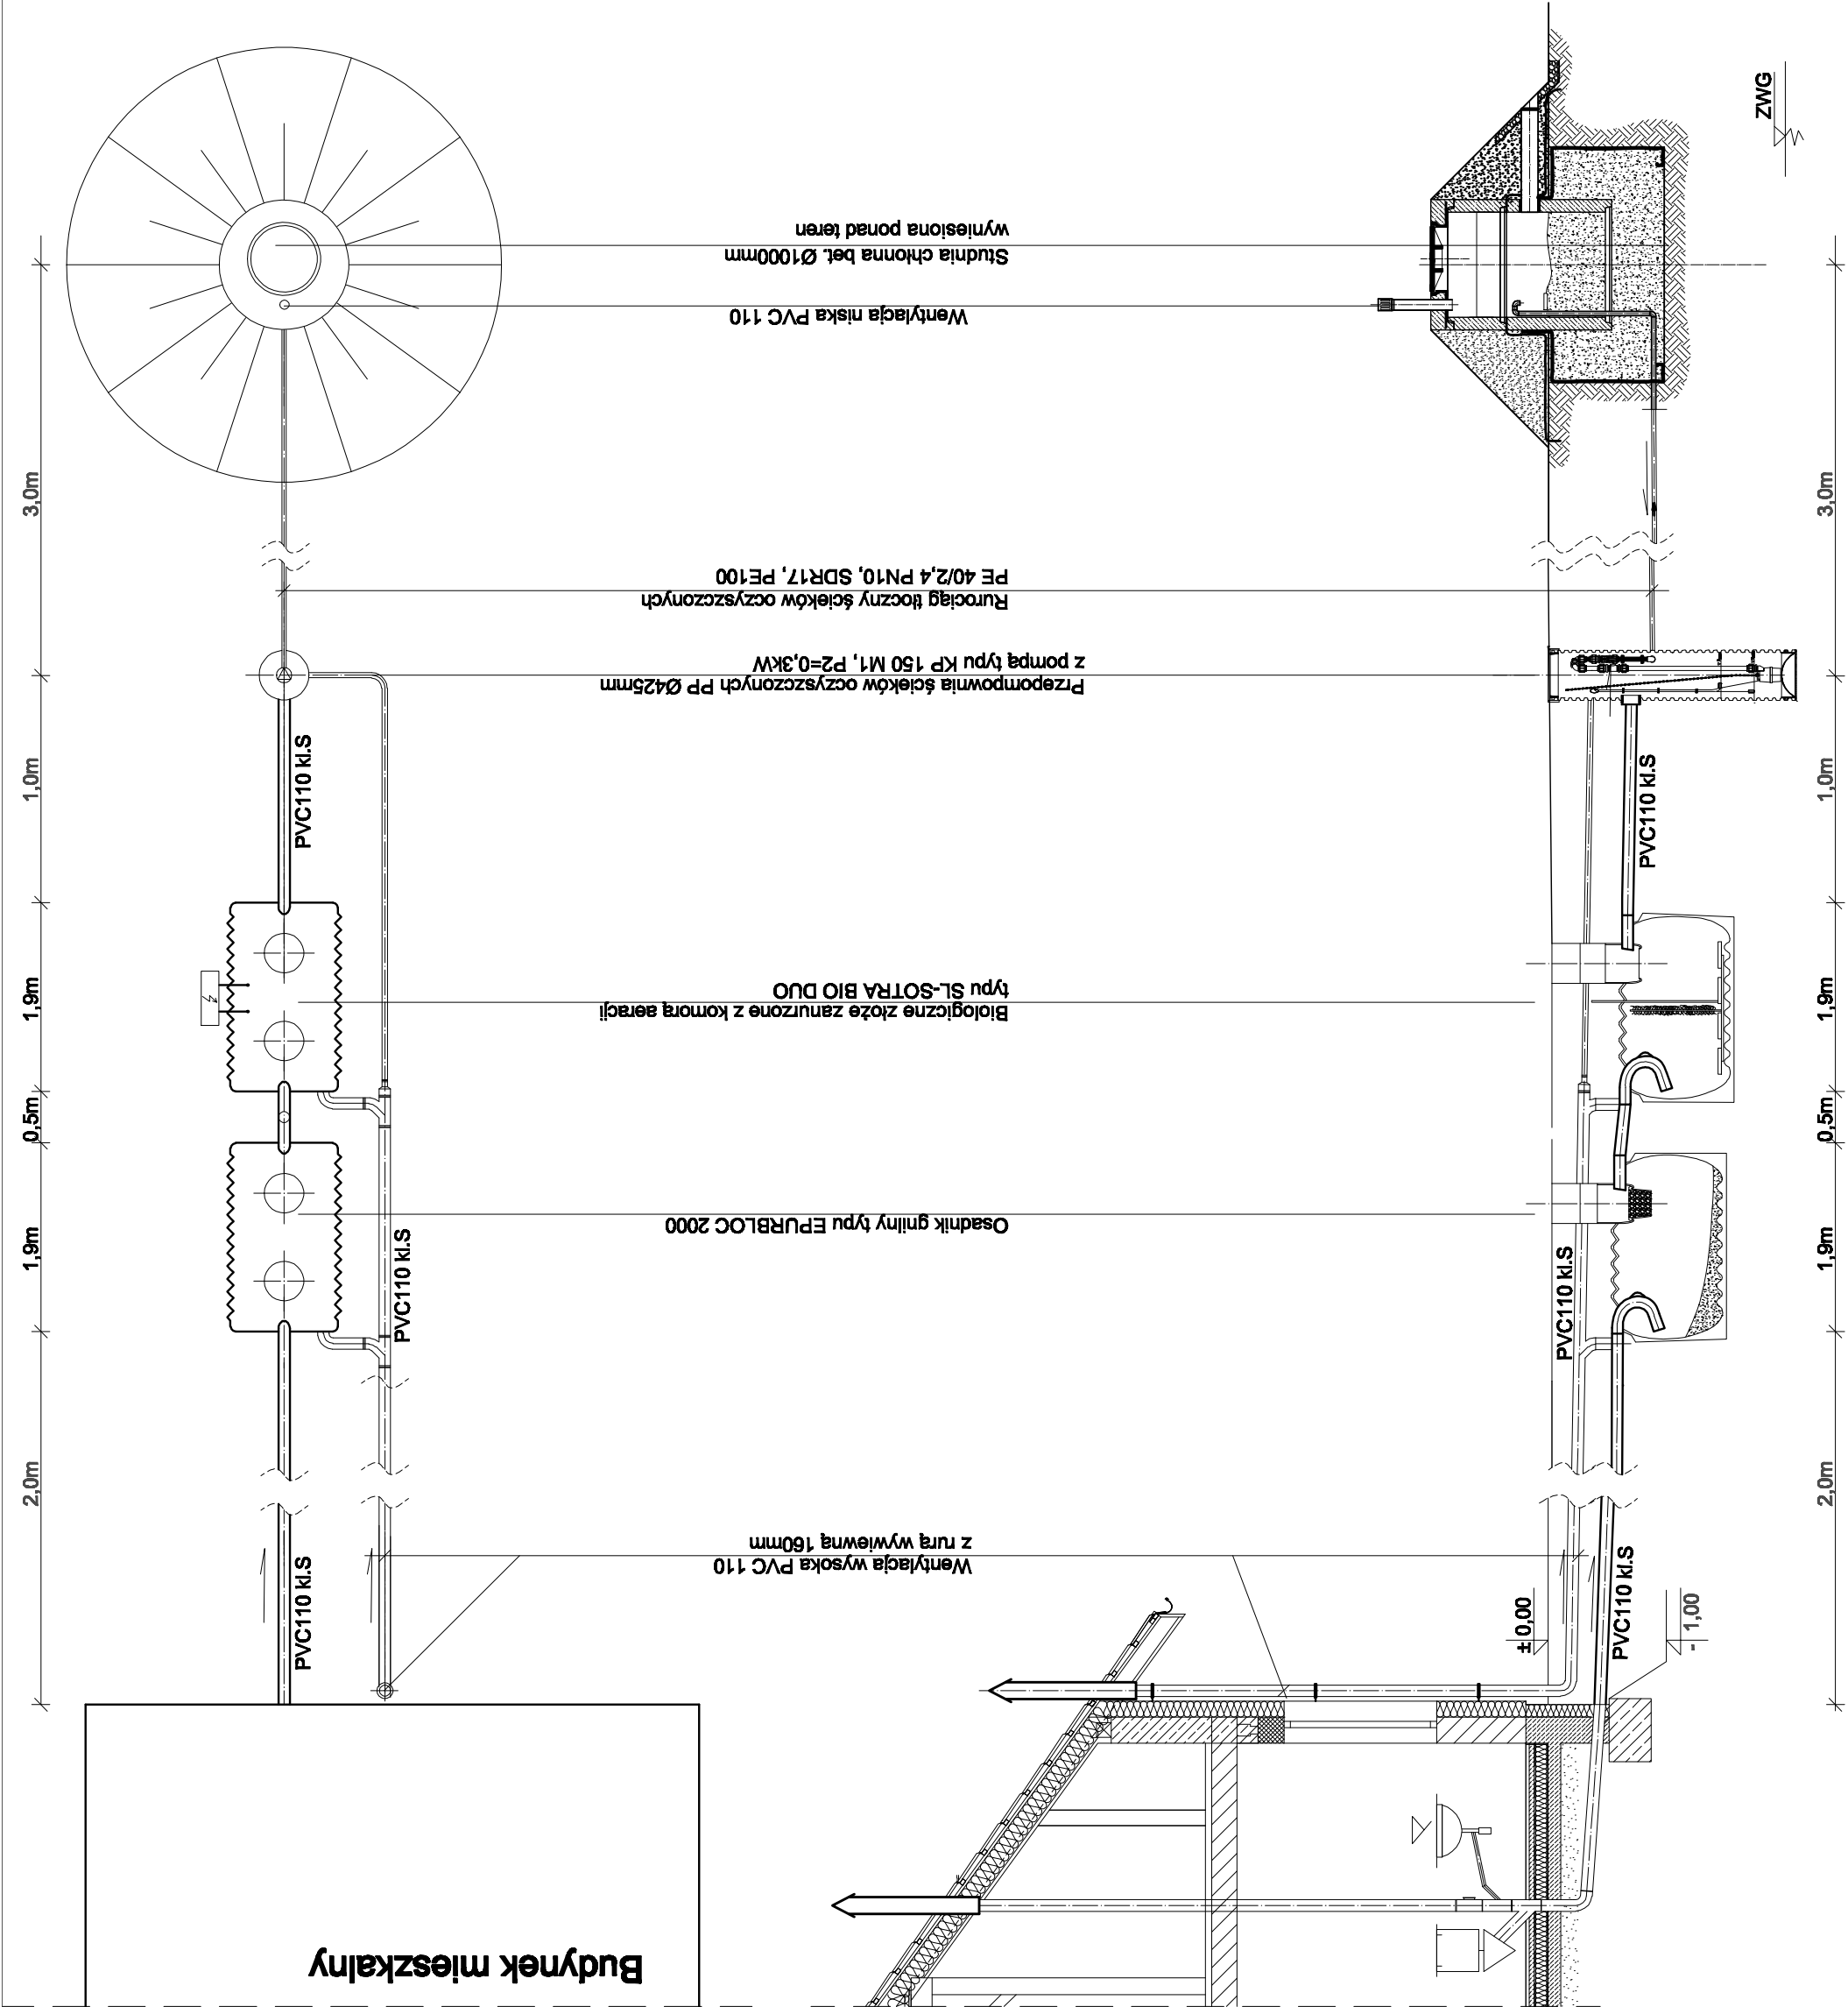 ZWG
Studnia chłonna bet. Ø1000mm
wyniesiona ponad teren
Wentylacja niska PVC 110
3,0m
3,0m
Rurociąg tłoczny ścieków oczyszczonych
PE 40/2,4 PN10, SDR17, PE100
Przepompownia ścieków oczyszczonych PP Ø425mm
z pompą typu KP 150 M1, P2=0,3kW
1,0m
PVC110 kl.S
PVC110 kl.S
1,0m
1,9m
Biologiczne złoże zanurzone z komorą aeracji
typu SL-SOTRA BIO DUO
1,9m
0,5m
0,5m
1,9m
Osadnik gnilny typu EPURBLOC 2000
1,9m
PVC110 kl.S
PVC110 kl.S
2,0m
2,0m
Wentylacja wysoka PVC 110
z rurą wywiewną 160mm
PVC110 kl.S
PVC110 kl.S
± 0,00
- 1,00
Budynek mieszkalny